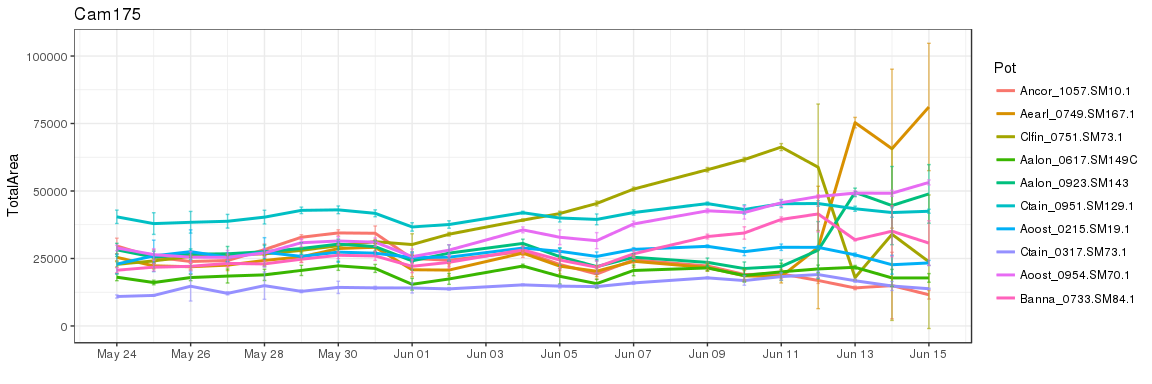 Cam175
TotalArea
100000
75000
50000
25000
0
May 24 May 26 May 28 May 30 Jun 01 Jun 03 Jun 05 Jun 07 Jun 09 Jun 11 Jun 13 Jun 15
Pot
Ancor_1057.SM10.1
Aearl_0749.SM167.1
Clfin_0751.SM73.1
Aalon_0617.SM149C
Aalon_0923.SM143
Ctain_0951.SM129.1
Aoost_0215.SM19.1
Ctain_0317.SM73.1
Aoost_0954.SM70.1
Banna_0733.SM84.1